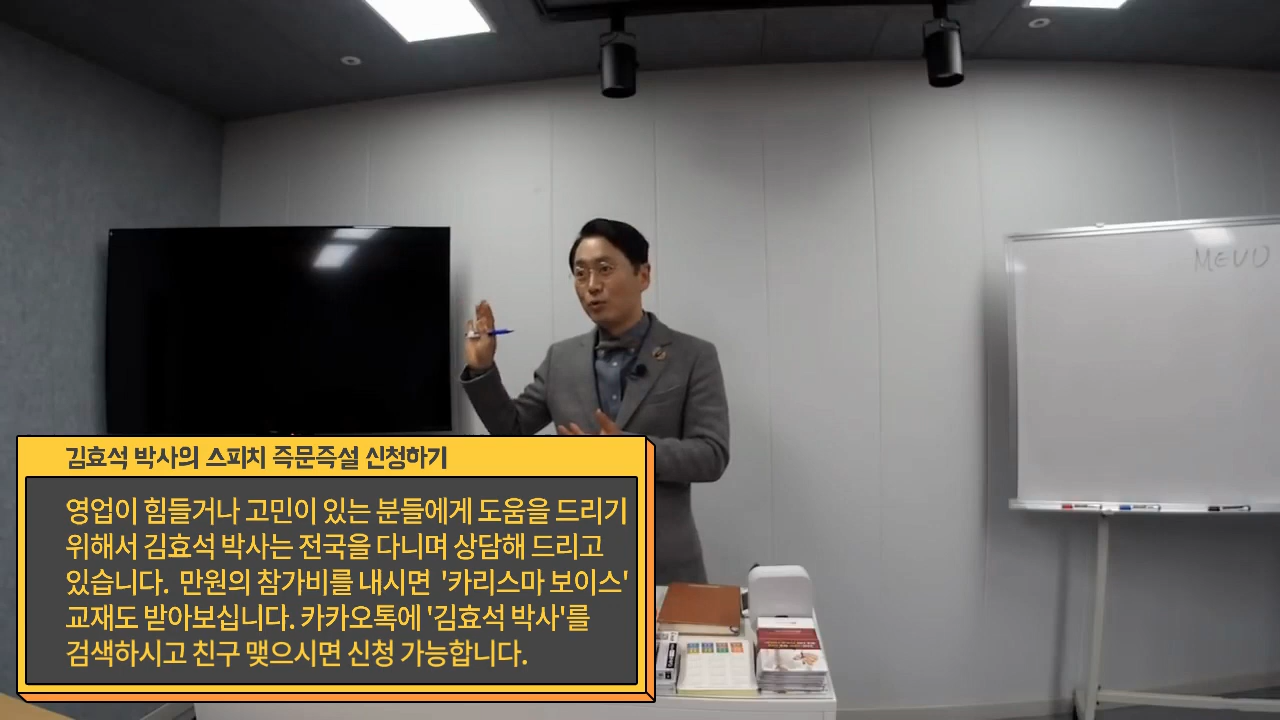 MEVO
김효석 박사의 스피치 즉문즉설 신청하기
영업이 힘들거나 고민이 있는 분들에게 도움을 드리기
위해서 김효석 박사는 전국을 다니며 상담해 드리고
있습니다. 만원의 참가비를 내시면 '카리스마 보이스'
교재도 받아보십니다. 카카오톡에 '김효석 박사'를
검색하시고 친구 맺으시면 신청 가능합니다.